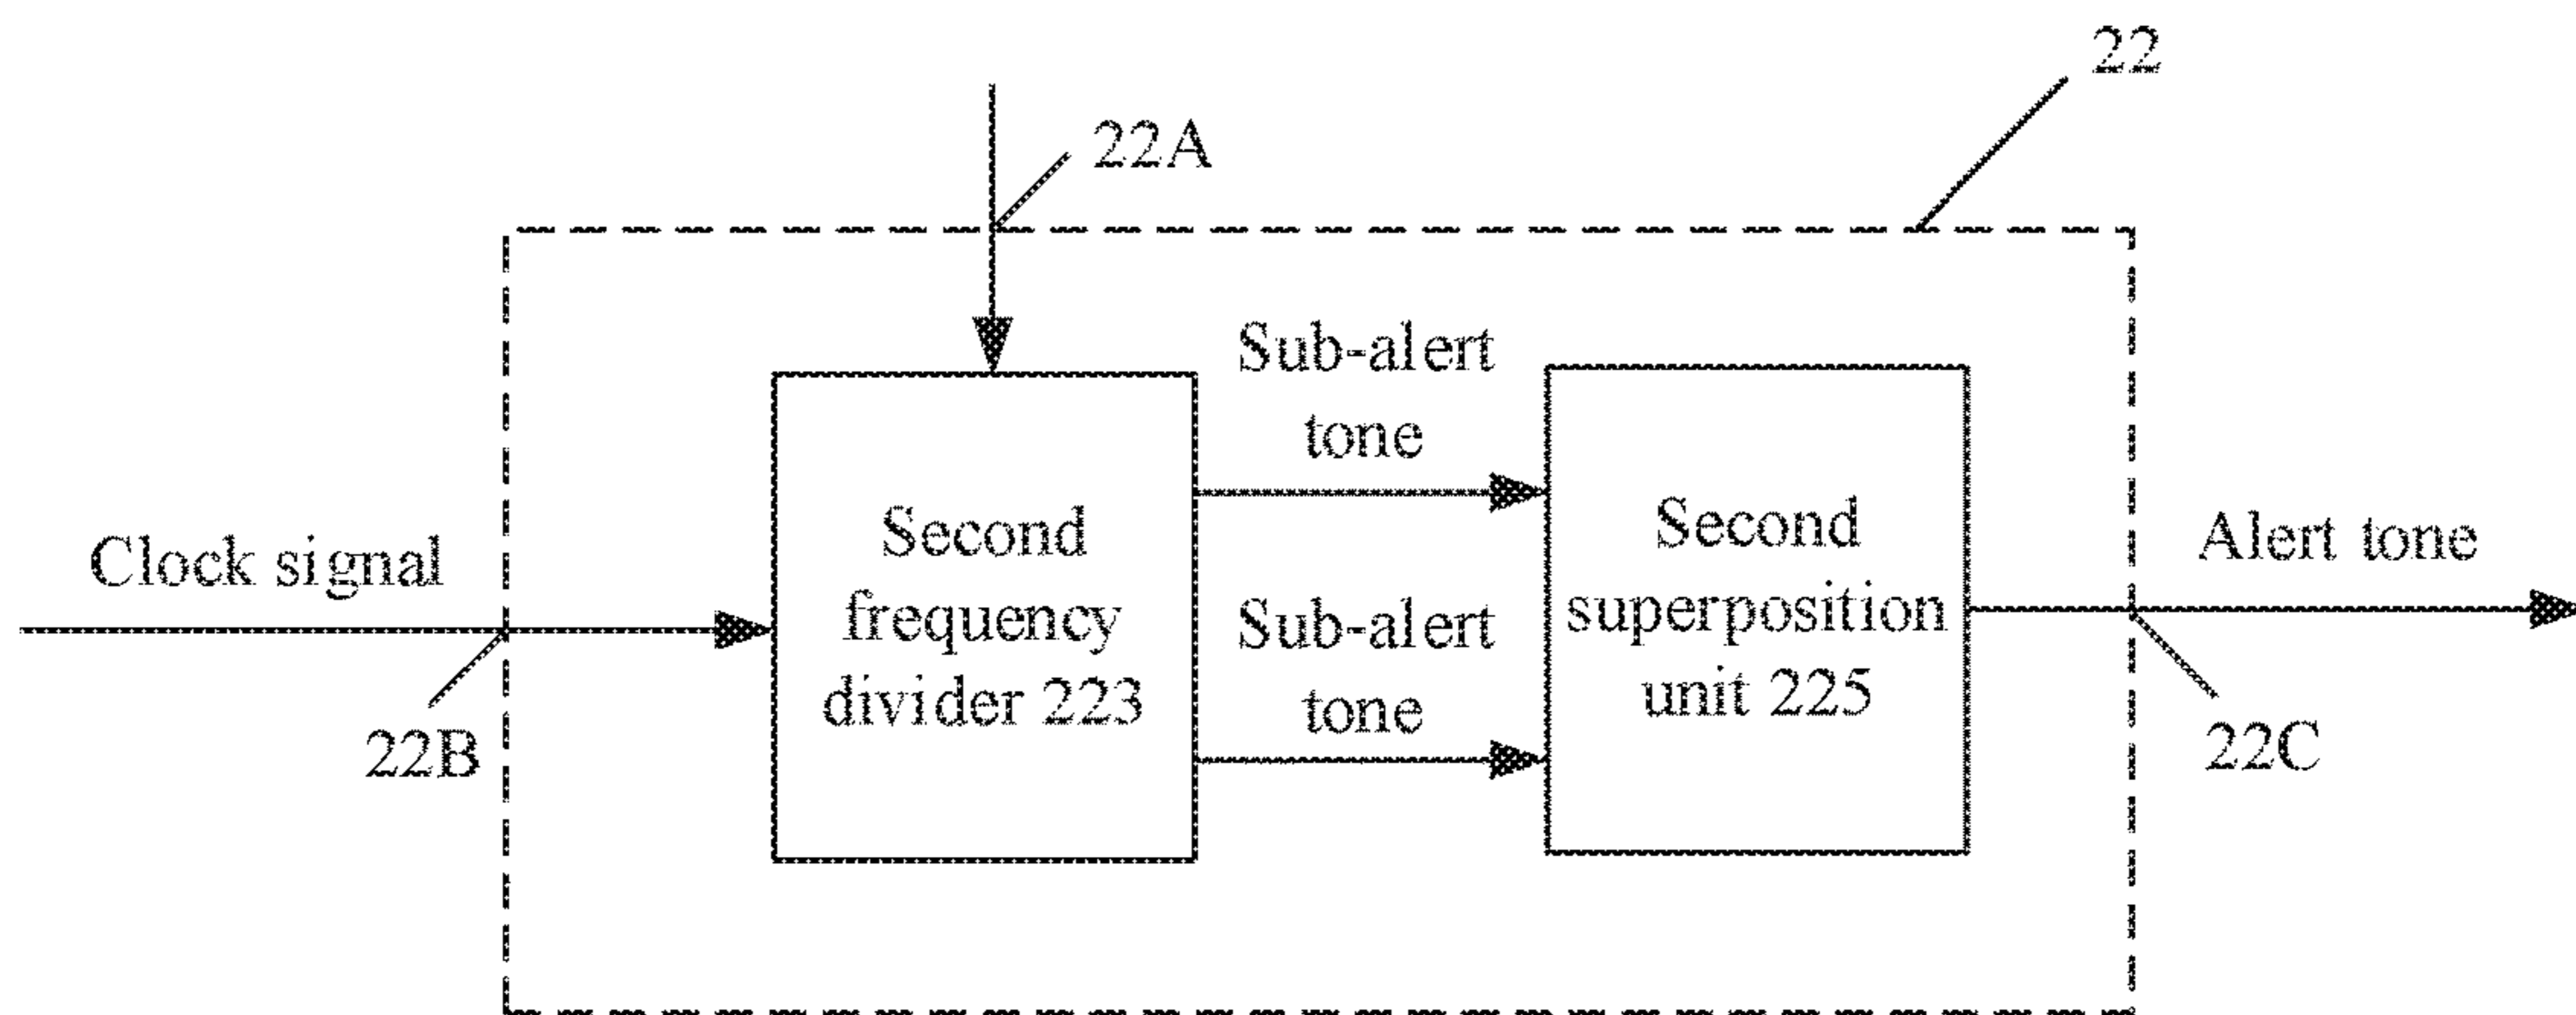 22
22A
Sub-alert
tone
Clock signal
Second
frequency
divider 223
Sub-alert
tone
Second
superposition
unit 225
Alert tone
22B
22C